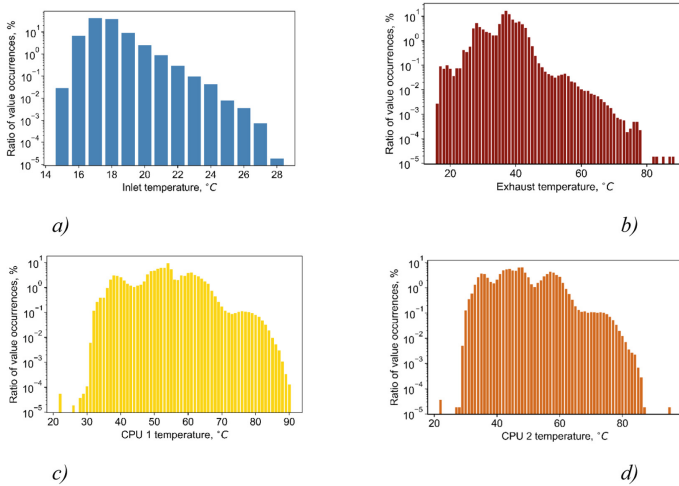 Ratio of value occurrences, %
10¹
10⁰
10⁻¹
10⁻²
10⁻³
10⁻⁴
10⁻⁵
14 16 18 20 22 24 26 28
Inlet temperature, °C
a)
Ratio of value occurrences, %
10¹
10⁰
10⁻¹
10⁻²
10⁻³
10⁻⁴
10⁻⁵
20 40 60 80
Exhaust temperature, °C
b)
Ratio of value occurrences, %
10¹
10⁰
10⁻¹
10⁻²
10⁻³
10⁻⁴
10⁻⁵
20 30 40 50 60 70 80 90
CPU 1 temperature, °C
c)
Ratio of value occurrences, %
10¹
10⁰
10⁻¹
10⁻²
10⁻³
10⁻⁴
10⁻⁵
20 40 60 80
CPU 2 temperature, °C
d)